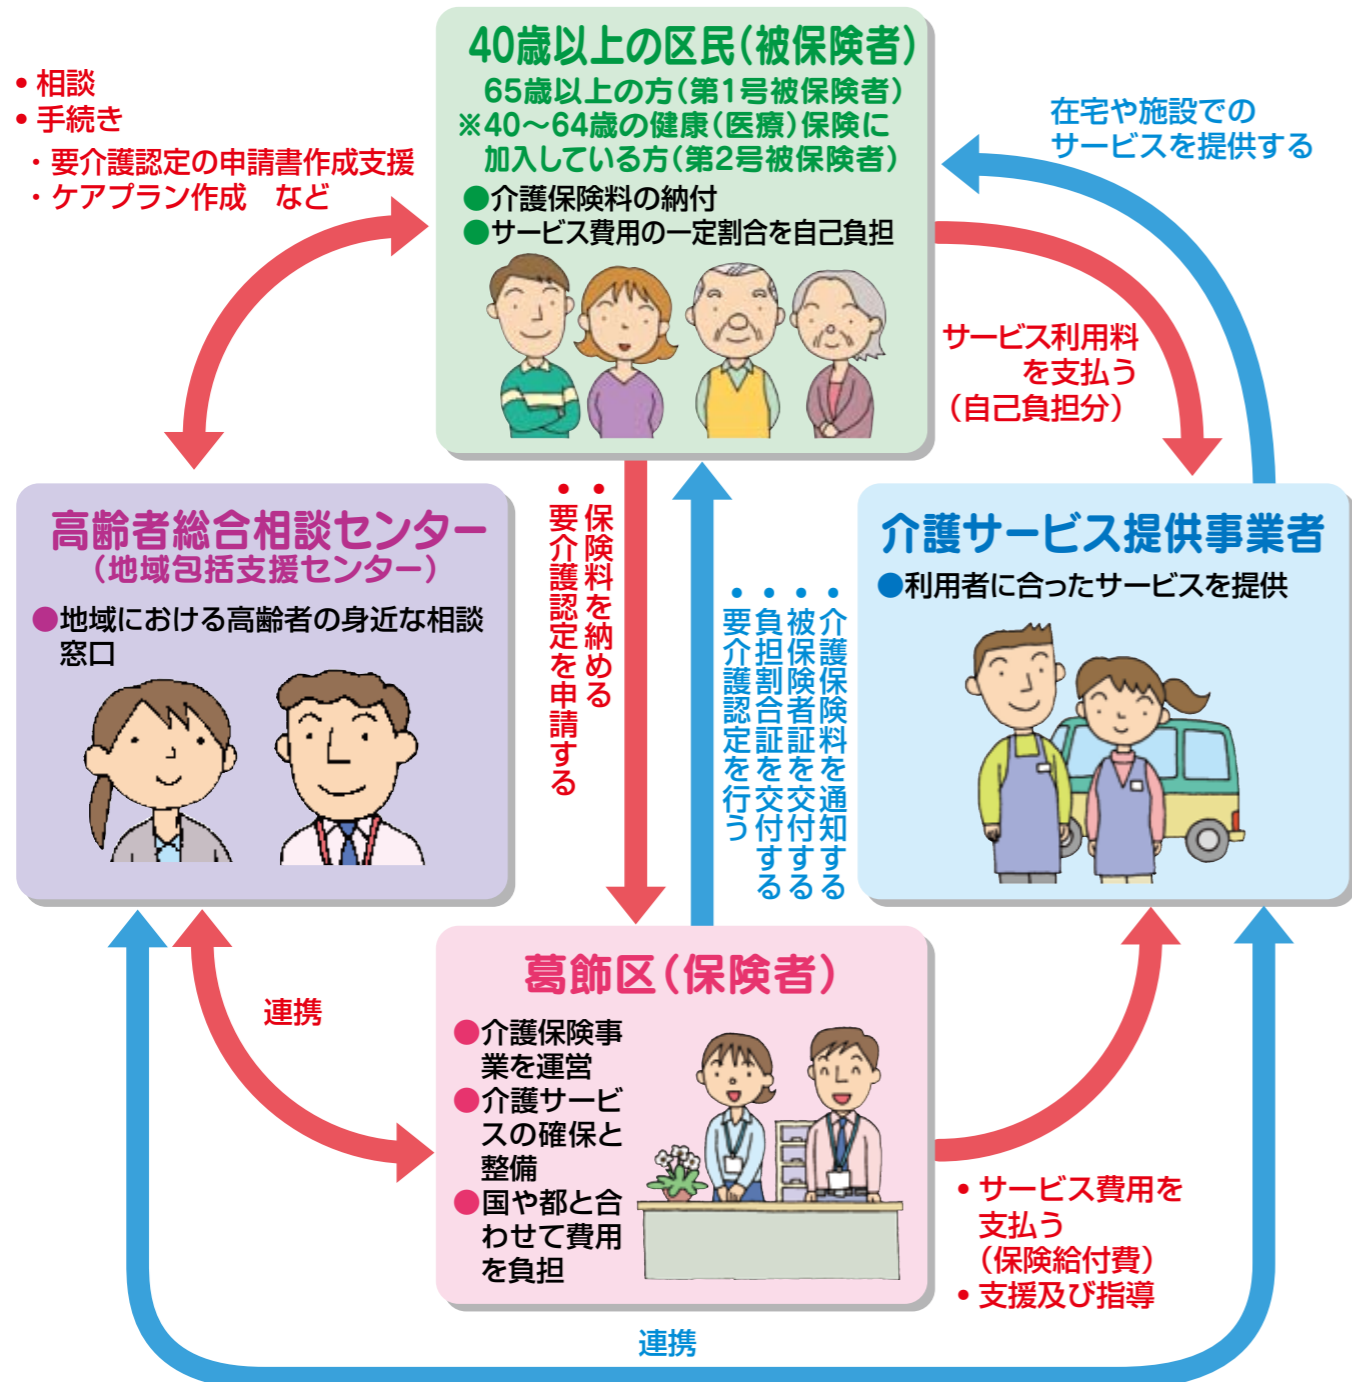 40歳以上の区民(被保険者)
65歳以上の方(第1号被保険者)
※40〜64歳の健康(医療)保険に
加入している方(第2号被保険者)
●介護保険料の納付
●サービス費用の一定割合を自己負担
• 相談
• 手続き
・要介護認定の申請書作成支援
・ケアプラン作成　など
在宅や施設での
サービスを提供する
サービス利用料
を支払う
(自己負担分)
高齢者総合相談センター
(地域包括支援センター)
●地域における高齢者の身近な相談
窓口
• 保険料を納める
• 要介護認定を申請する
• 介護保険料を通知する
• 被保険者証を交付する
• 負担割合証を交付する
• 要介護認定を行う
介護サービス提供事業者
●利用者に合ったサービスを提供
連携
葛飾区(保険者)
●介護保険事
業を運営
●介護サービ
スの確保と
整備
●国や都と合
わせて費用
を負担
• サービス費用を
支払う
(保険給付費)
• 支援及び指導
連携